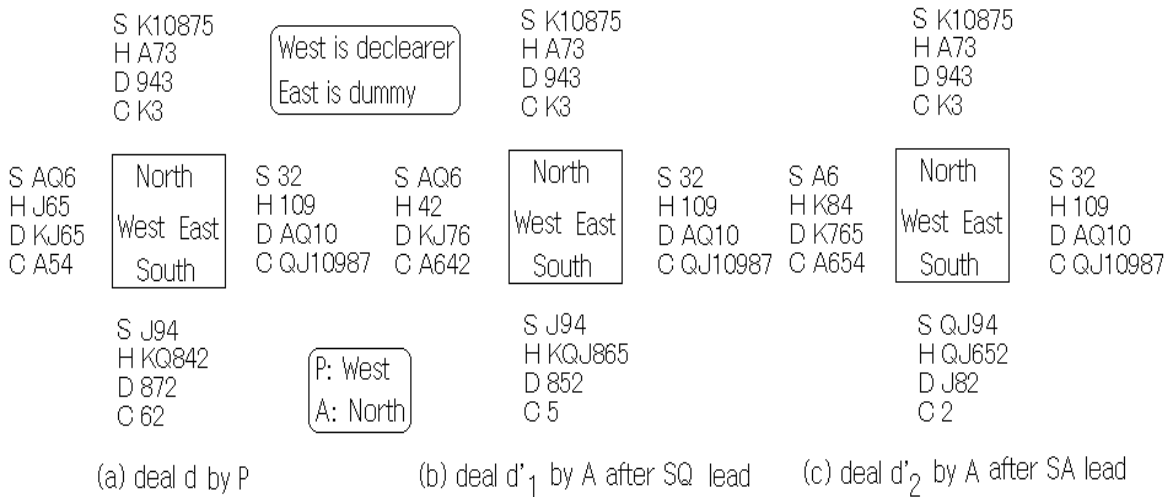 S K10875
H A73
D 943
C K3
West is declearer
East is dummy
S K10875
H A73
D 943
C K3
S K10875
H A73
D 943
C K3
S AQ6
H J65
D KJ65
C A54
North
West East
South
S 32
H 109
D AQ10
C QJ10987
S AQ6
H 42
D KJ76
C A642
North
West East
South
S 32
H 109
D AQ10
C QJ10987
S A6
H K84
D K765
C A654
North
West East
South
S 32
H 109
D AQ10
C QJ10987
S J94
H KQ842
D 872
C 62
P: West
A: North
S J94
H KQJ865
D 852
C 5
S QJ94
H QJ652
D J82
C 2
(a) deal d by P
(b) deal d'1 by A after SQ lead
(c) deal d'2 by A after SA lead